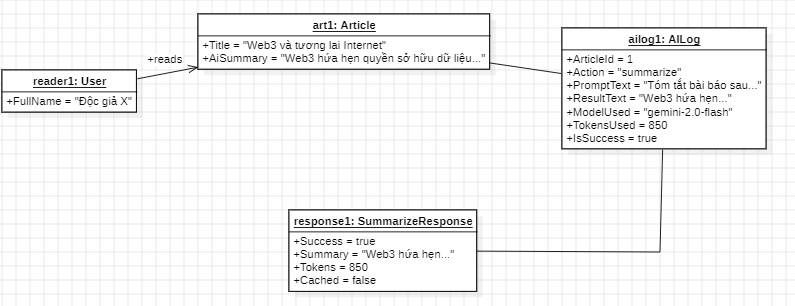 art1: Article
+Title = "Web3 và tương lai Internet"
+AiSummary = "Web3 hứa hẹn quyền sở hữu dữ liệu..."
+reads
reader1: User
+FullName = "Độc giả X"
ailog1: AILog
+ArticleId = 1
+Action = "summarize"
+PromptText = "Tóm tắt bài báo sau..."
+ResultText = "Web3 hứa hẹn..."
+ModelUsed = "gemini-2.0-flash"
+TokensUsed = 850
+IsSuccess = true
response1: SummarizeResponse
+Success = true
+Summary = "Web3 hứa hẹn..."
+Tokens = 850
+Cached = false